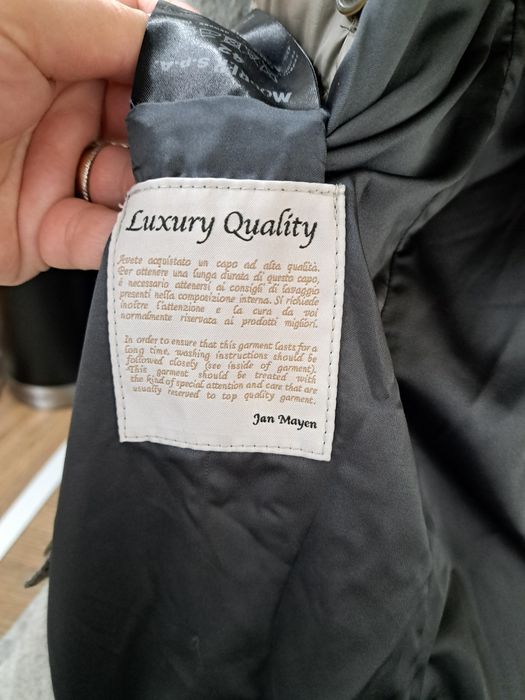 Luxury Quality
Avete acquistato un capo ad alta qualità.
Per ottenere una lunga durata di questo capo,
è necessario attenersi ai consigli di lavaggio
presenti nella composizione interna. Si richiede
inoltre l'attenzione e la cura da voi
normalmente riservata ai prodotti migliori.
In order to ensure that this garment lasts for a
long time, washing instructions should be
followed closely (see inside of garment).
This garment should be treated with
the kind of special attention and care that are
usually reserved to top quality garment.
Jan Mayen